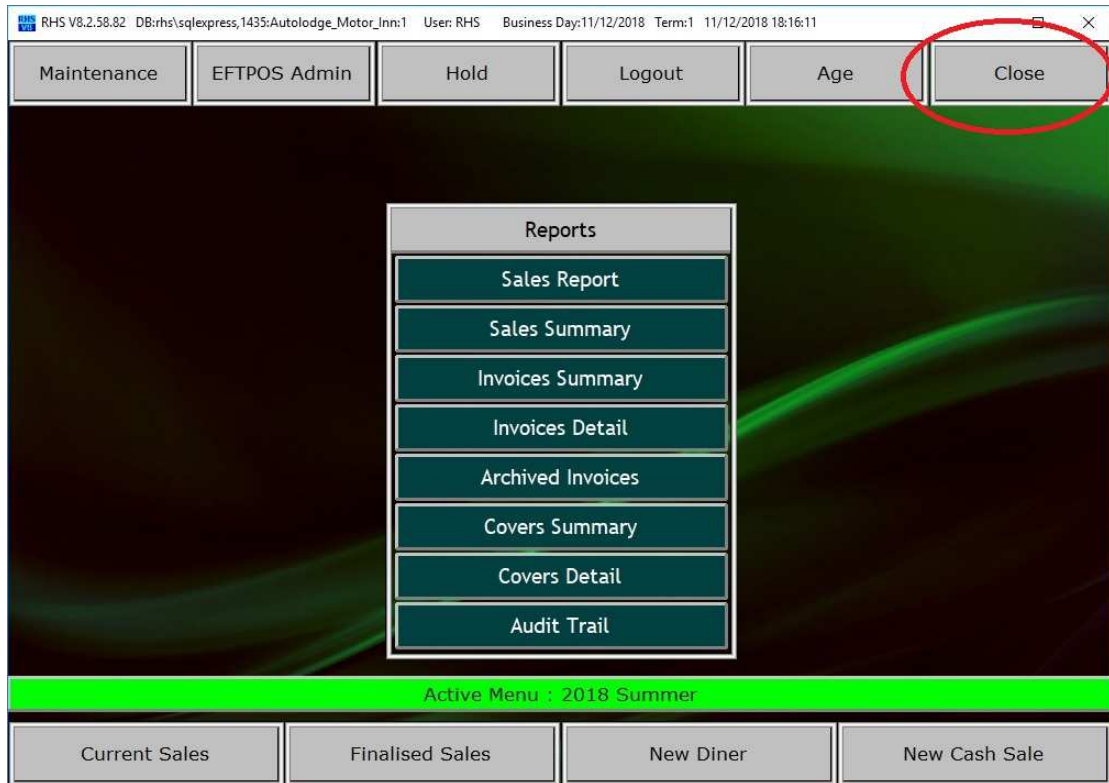 RHS V8 RHS V8.2.58.82 DB:rhs\sqlexpress,1435:Autolodge_Motor_Inn:1 User: RHS Business Day:11/12/2018 Term:1 11/12/2018 18:16:11
Maintenance EFTPOS Admin Hold Logout Age Close
Reports
Sales Report
Sales Summary
Invoices Summary
Invoices Detail
Archived Invoices
Covers Summary
Covers Detail
Audit Trail
Active Menu : 2018 Summer
Current Sales Finalised Sales New Diner New Cash Sale